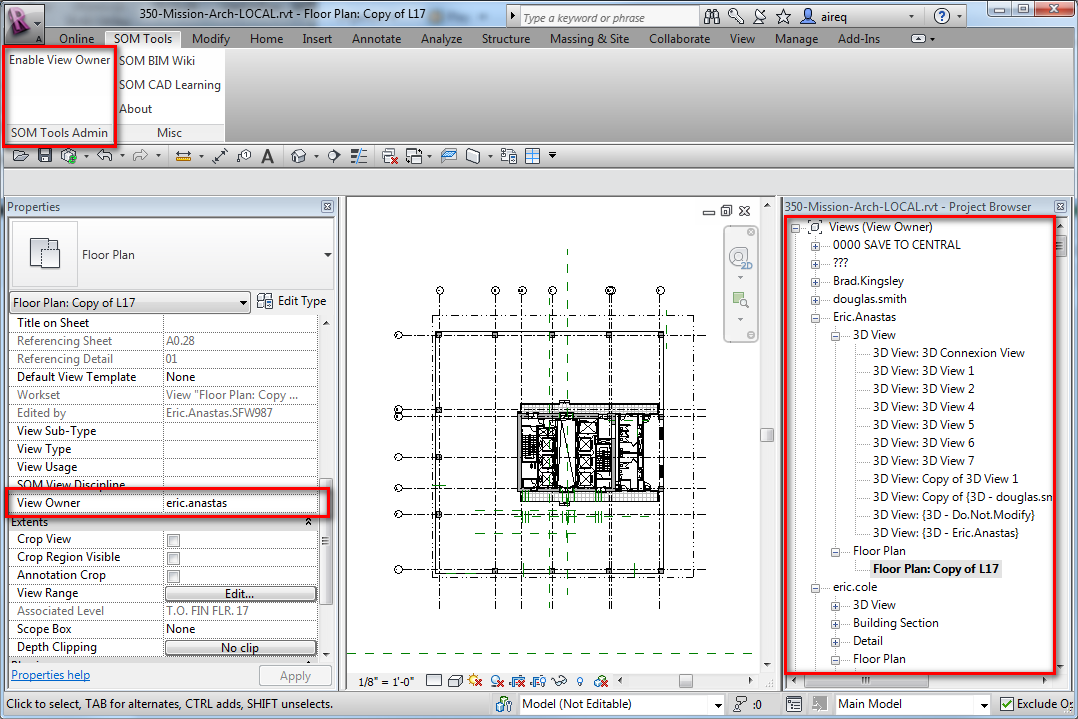 350-Mission-Arch-LOCAL.rvt - Floor Plan: Copy of L17
Type a keyword or phrase
aireq
Online SOM Tools Modify Home Insert Annotate Analyze Structure Massing & Site Collaborate View Manage Add-Ins
Enable View Owner
SOM Tools Admin
SOM BIM Wiki
SOM CAD Learning
About
Misc
Properties
Floor Plan
Floor Plan: Copy of L17
Edit Type
Title on Sheet
Referencing Sheet A0.28
Referencing Detail 01
Default View Template None
Workset View "Floor Plan: Copy ...
Edited by Eric.Anastas.SFW987
View Sub-Type
View Type
View Usage
SOM View Discipline
View Owner eric.anastas
Extents
Crop View
Crop Region Visible
Annotation Crop
View Range Edit...
Associated Level T.O. FIN FLR. 17
Scope Box None
Depth Clipping No clip
Properties help
Apply
2D
1/8" = 1'-0"
350-Mission-Arch-LOCAL.rvt - Project Browser
Views (View Owner)
0000 SAVE TO CENTRAL
???
Brad.Kingsley
douglas.smith
Eric.Anastas
3D View
3D View: 3D Connexion View
3D View: 3D View 1
3D View: 3D View 2
3D View: 3D View 4
3D View: 3D View 5
3D View: 3D View 6
3D View: 3D View 7
3D View: Copy of 3D View 1
3D View: Copy of {3D - douglas.sm
3D View: {3D - Do.Not.Modify}
3D View: {3D - Eric.Anastas}
Floor Plan
Floor Plan: Copy of L17
eric.cole
3D View
Building Section
Detail
Floor Plan
Click to select, TAB for alternates, CTRL adds, SHIFT unselects.
Model (Not Editable)
:0
Main Model
Exclude